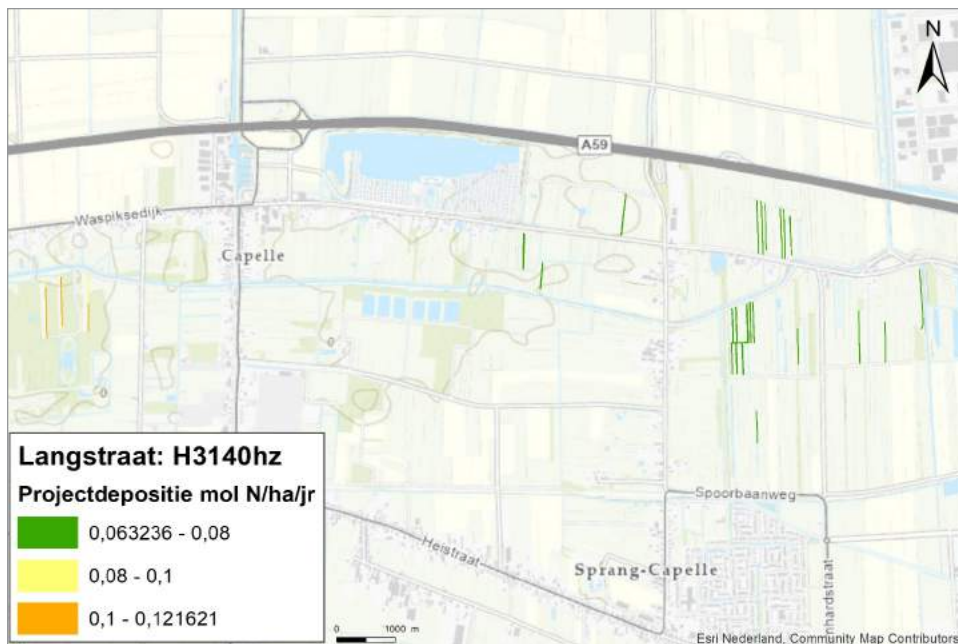 N
A59
Waspiksedijk
Capelle
Langstraat: H3140hz
Projectdepositie mol N/ha/jr
0,063236 - 0,08
0,08 - 0,1
0,1 - 0,121621
Spoorbaanweg
Heistraat
Sprang-Capelle
nhardstraat
0 1000 m
Esri Nederland, Community Map Contributors